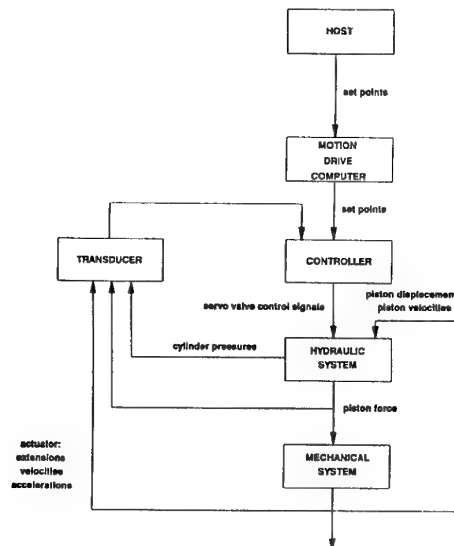 HOST
set points
MOTION
DRIVE
COMPUTER
set points
TRANSDUCER
CONTROLLER
servo valve control signals
piston displacemen
piston velocities
cylinder pressures
HYDRAULIC
SYSTEM
piston force
actuator:
extensions
velocities
accelerations
MECHANICAL
SYSTEM